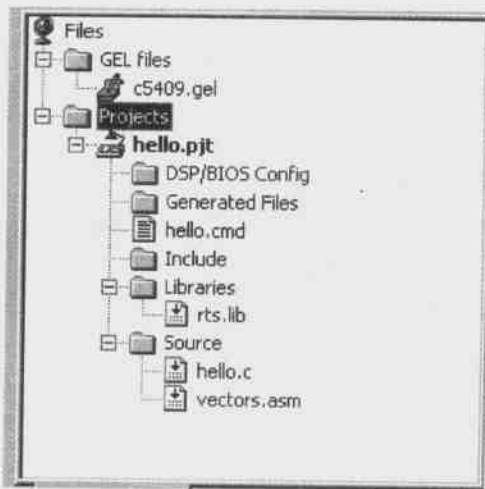 Files
GEL files
c5409.gel
Projects
hello.pjt
DSP/BIOS Config
Generated Files
hello.cmd
Include
Libraries
rts.lib
Source
hello.c
vectors.asm